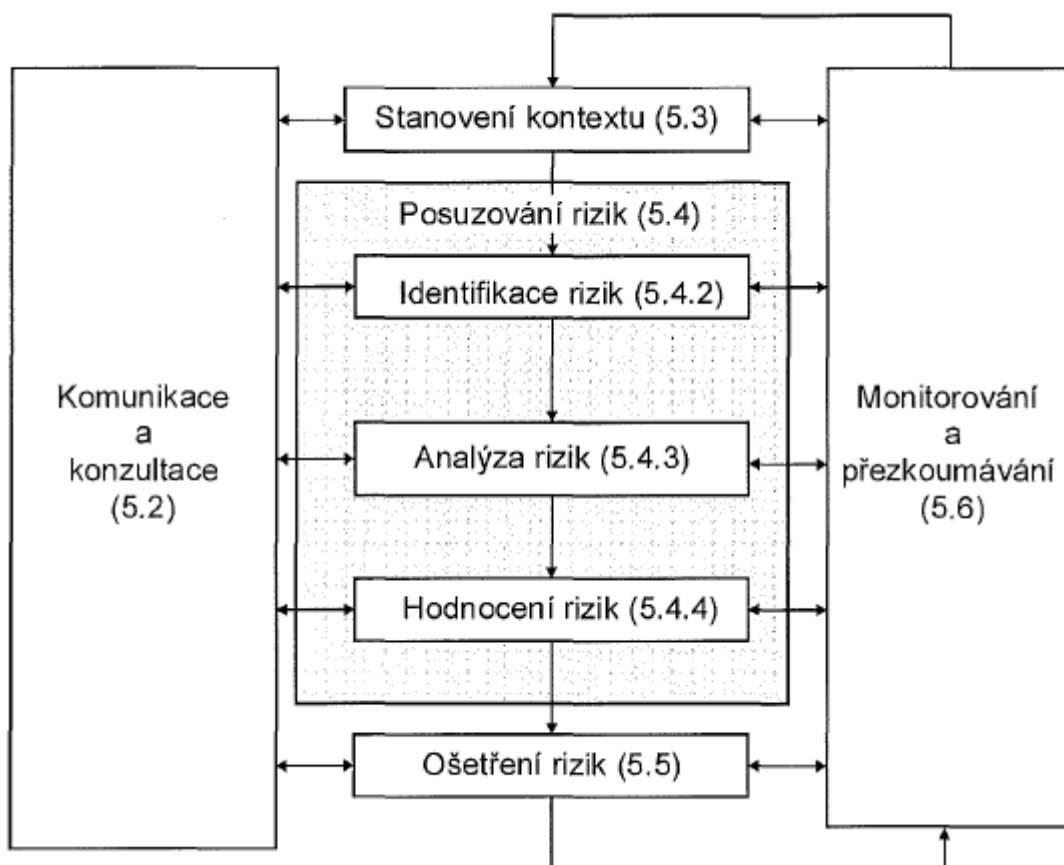 Stanovení kontextu (5.3)
Posuzování rizik (5.4)
Identifikace rizik (5.4.2)
Komunikace
a
konzultace
(5.2)
Analýza rizik (5.4.3)
Monitorování
a
přezkoumávání
(5.6)
Hodnocení rizik (5.4.4)
Ošetření rizik (5.5)